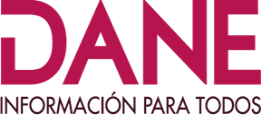 DANE
INFORMACIÓN PARA TODOS